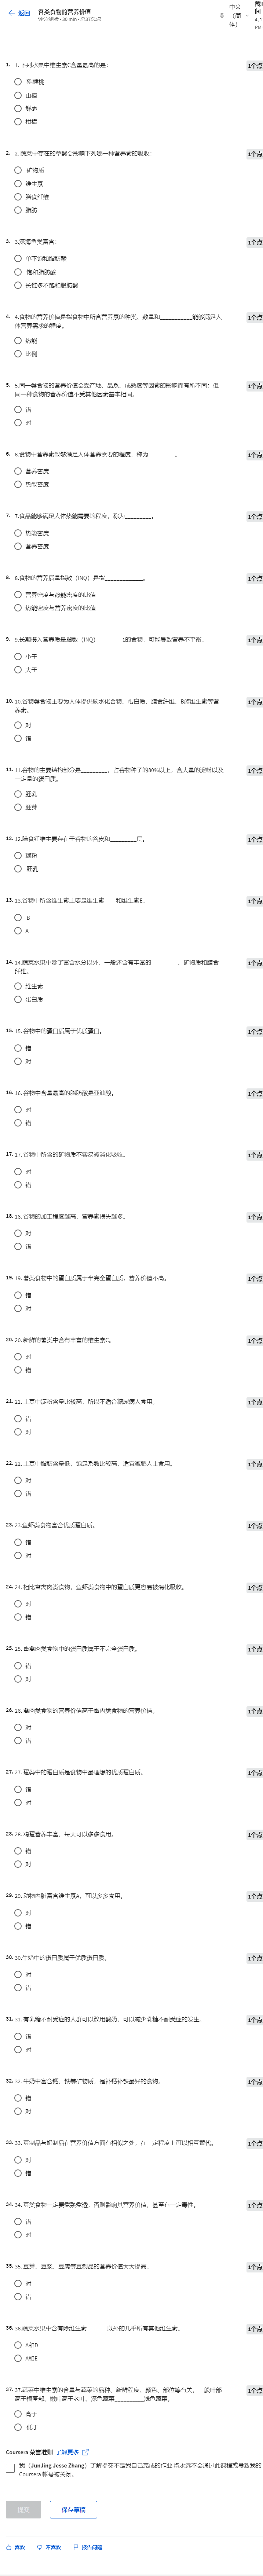 返回
各类食物的营养价值
评分测验 • 30 min • 总37总点
中文（简体）
1. 1. 下列水果中维生素C含量最高的是：
1个点
猕猴桃
山楂
鲜枣
柑橘
2. 2. 蔬菜中存在的草酸会影响下列哪一种营养素的吸收：
1个点
矿物质
维生素
膳食纤维
脂肪
3. 3.深海鱼类富含：
1个点
单不饱和脂肪酸
饱和脂肪酸
长链多不饱和脂肪酸
4. 4.食物的营养价值是指食物中所含营养素的种类、数量和__________能够满足人
体营养需求的程度。
1个点
热能
比例
5. 5.同一类食物的营养价值会受产地、品系、成熟度等因素的影响而有所不同；但
同一种食物的营养价值不受其他因素基本相同。
1个点
错
对
6. 6.食物中营养素能够满足人体营养需要的程度，称为________。
1个点
营养密度
热能密度
7. 7.食品能够满足人体热能需要的程度，称为________。
1个点
热能密度
营养密度
8. 8.食物的营养质量指数（INQ）是指____________。
1个点
营养密度与热能密度的比值
热能密度与营养密度的比值
9. 9.长期摄入营养质量指数（INQ）_______1的食物，可能导致营养不平衡。
1个点
小于
大于
10. 10.谷物类食物主要为人体提供碳水化合物、蛋白质、膳食纤维、B族维生素等营
养素。
1个点
对
错
11. 11.谷物的主要结构部分是________，占谷物种子的80%以上，含大量的淀粉以及
一定量的蛋白质。
1个点
胚乳
胚芽
12. 12.膳食纤维主要存在于谷物的谷皮和________层。
1个点
糊粉
胚乳
13. 13.谷物中所含维生素主要是维生素____和维生素E。
1个点
B
A
14. 14.蔬菜水果中除了富含水分以外，一般还含有丰富的________，矿物质和膳食
纤维。
1个点
维生素
蛋白质
15. 15. 谷物中的蛋白质属于优质蛋白。
1个点
错
对
16. 16. 谷物中含量最高的脂肪酸是亚油酸。
1个点
对
错
17. 17. 谷物中所含的矿物质不容易被消化吸收。
1个点
对
错
18. 18. 谷物的加工程度越高，营养素损失越多。
1个点
对
错
19. 19. 薯类食物中的蛋白质属于半完全蛋白质，营养价值不高。
1个点
错
对
20. 20. 新鲜的薯类中含有丰富的维生素C。
1个点
对
错
21. 21. 土豆中淀粉含量比较高，所以不适合糖尿病人食用。
1个点
错
对
22. 22. 土豆中脂肪含量低，饱足系数比较高，适宜减肥人士食用。
1个点
对
错
23. 23.鱼虾类食物富含优质蛋白质。
1个点
错
对
24. 24. 相比畜禽肉类食物，鱼虾类食物中的蛋白质更容易被消化吸收。
1个点
对
错
25. 25. 畜禽肉类食物中的蛋白质属于不完全蛋白质。
1个点
错
对
26. 26. 禽肉类食物的营养价值高于畜肉类食物的营养价值。
1个点
对
错
27. 27. 蛋类中的蛋白质是食物中最理想的优质蛋白质。
1个点
错
对
28. 28. 鸡蛋营养丰富，每天可以多多食用。
1个点
错
对
29. 29. 动物内脏富含维生素A，可以多多食用。
1个点
对
错
30. 30.牛奶中的蛋白质属于优质蛋白质。
1个点
对
错
31. 31. 有乳糖不耐受症的人群可以改用酸奶，可以减少乳糖不耐受症的发生。
1个点
错
对
32. 32. 牛奶中富含钙、铁等矿物质，是补钙补铁最好的食物。
1个点
错
对
33. 33. 豆制品与奶制品在营养价值方面有相似之处，在一定程度上可以相互替代。
1个点
对
错
34. 34. 豆类食物一定要煮熟煮透，否则影响其营养价值，甚至有一定毒性。
1个点
错
对
35. 35. 豆芽、豆浆、豆腐等豆制品的营养价值大大提高。
1个点
对
错
36. 36.蔬菜水果中含有除维生素______以外的几乎所有其他维生素。
1个点
A和D
A和E
37. 37.蔬菜中维生素的含量与蔬菜的品种、新鲜程度、颜色、部位等有关，一般叶部
高于根茎部、嫩叶高于老叶，深色蔬菜_________浅色蔬菜。
1个点
高于
低于
Coursera 荣誉准则 了解更多
我（JunJing Jesse Zhang）了解提交不是我自己完成的作业 将永远不会通过此课程或导致我的
Coursera 帐号被关闭。
提交
保存草稿
喜欢
不喜欢
报告问题